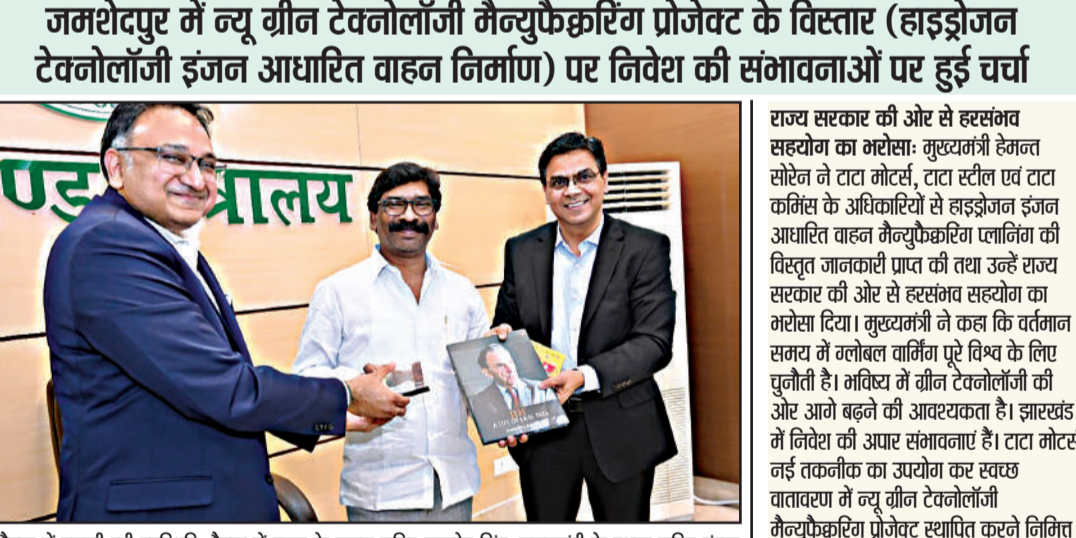 जमशेदपुर में न्यू ग्रीन टेक्नोलॉजी मैन्युफैक्चरिंग प्रोजेक्ट के विस्तार (हाइड्रोजन
टेक्नोलॉजी इंजन आधारित वाहन निर्माण) पर निवेश की संभावनाओं पर हुई चर्चा
राज्य सरकार की ओर से हरसंभव
सहयोग का भरोसाः मुख्यमंत्री हेमन्त
सोरेन ने टाटा मोटर्स, टाटा स्टील एवं टाटा
कमिंस के अधिकारियों से हाइड्रोजन इंजन
आधारित वाहन मैन्युफैक्चरिंग प्लानिंग की
विस्तृत जानकारी प्राप्त की तथा उन्हें राज्य
सरकार की ओर से हरसंभव सहयोग का
भरोसा दिया। मुख्यमंत्री ने कहा कि वर्तमान
समय में ग्लोबल वार्मिंग पूरे विश्व के लिए
चुनौती है। भविष्य में ग्रीन टेक्नोलॉजी की
ओर आगे बढ़ने की आवश्यकता है। झारखंड
में निवेश की अपार संभावनाएं हैं। टाटा मोटर्स
नई तकनीक का उपयोग कर स्वच्छ
वातावरण में न्यू ग्रीन टेक्नोलॉजी
मैन्युफैक्चरिंग प्रोजेक्ट स्थापित करने निमित्त